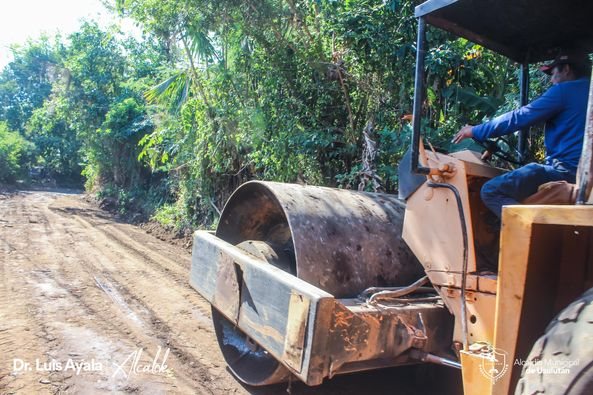 Dr. Luis Ayala Alcalde
Alcaldía Municipal
de Usulután